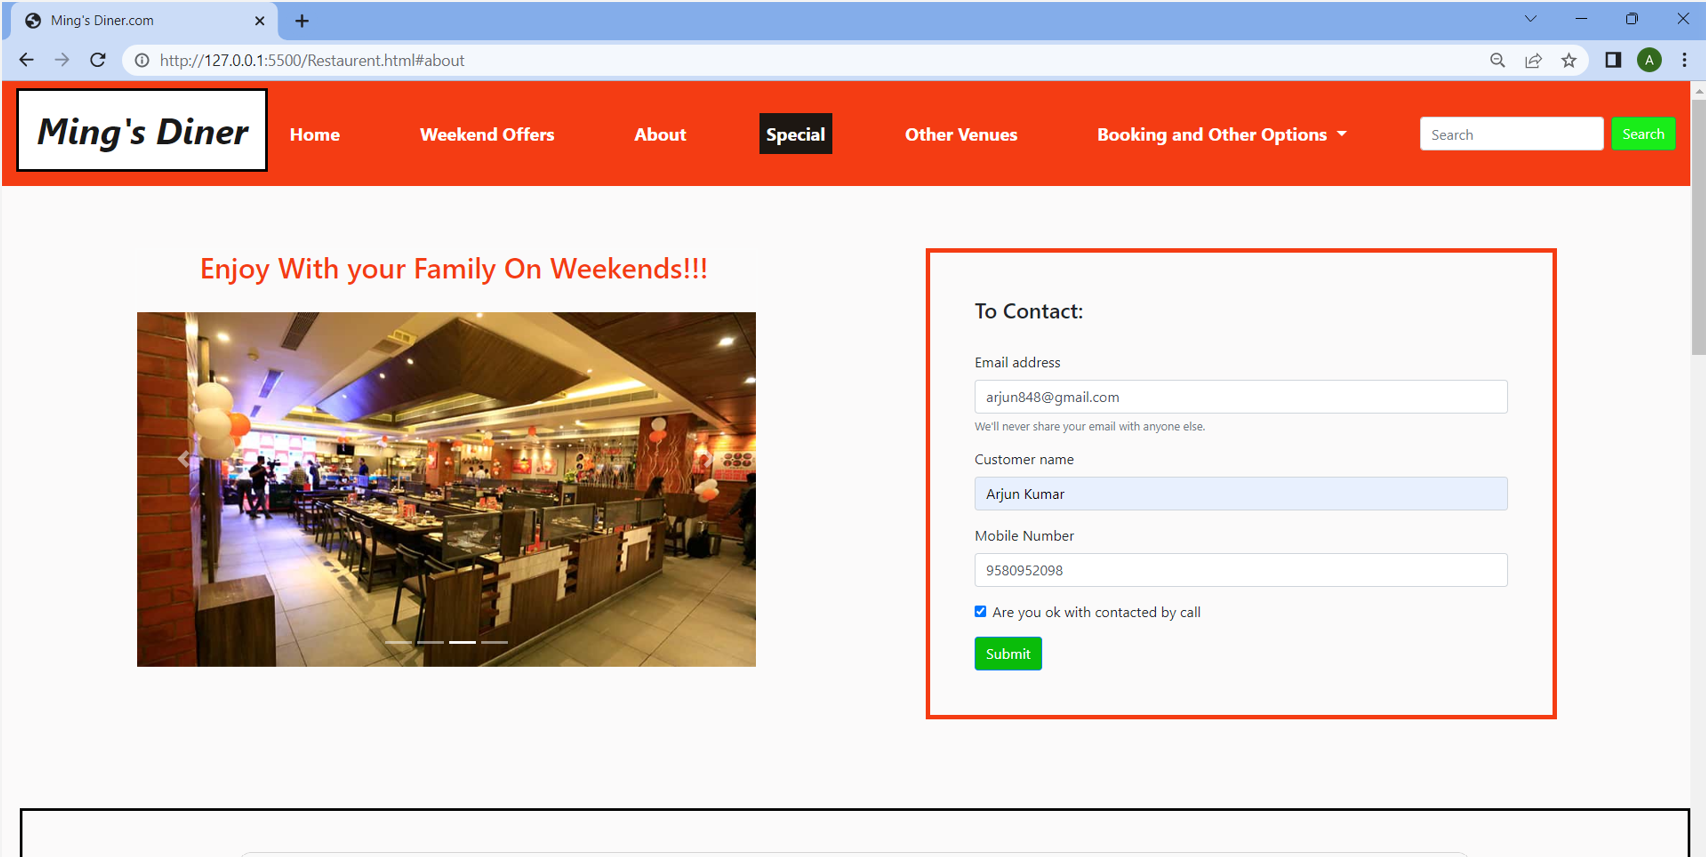 Ming's Diner.com
http://127.0.0.1:5500/Restaurent.html#about
A
Ming's Diner
Home
Weekend Offers
About
Special
Other Venues
Booking and Other Options
Search
Search
Enjoy With your Family On Weekends!!!
To Contact:
Email address
arjun848@gmail.com
We'll never share your email with anyone else.
Customer name
Arjun Kumar
Mobile Number
9580952098
Are you ok with contacted by call
Submit